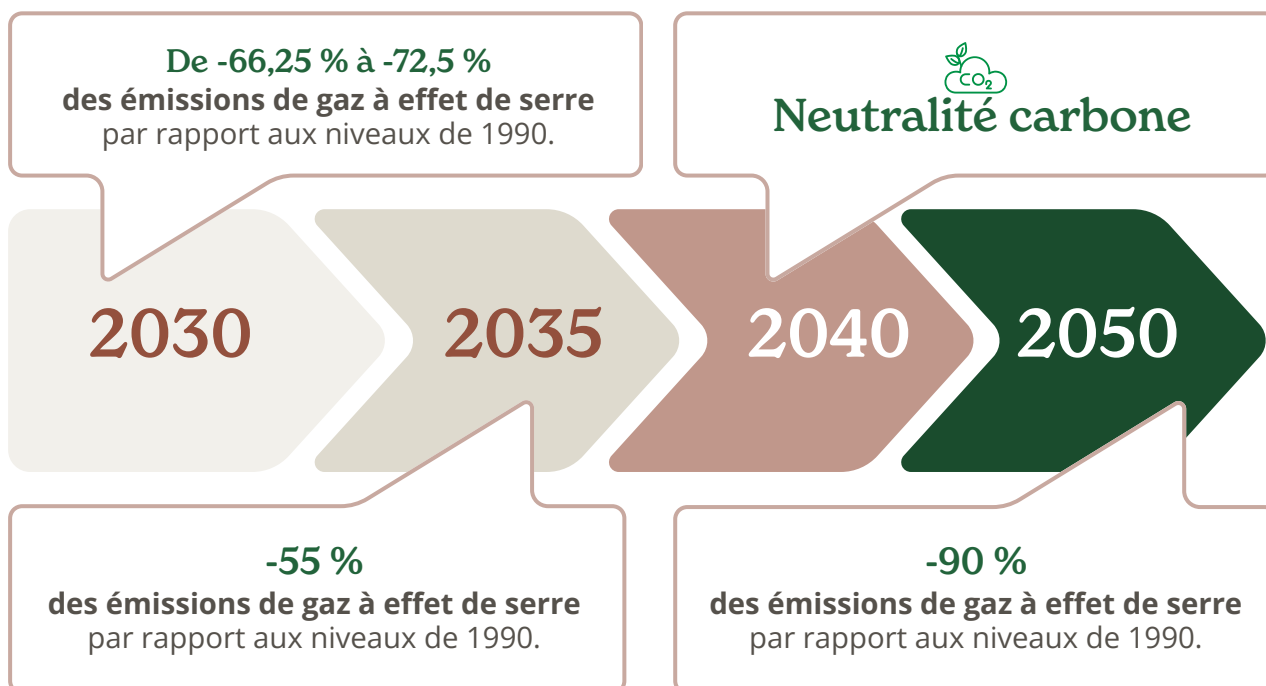 De -66,25 % à -72,5 %
des émissions de gaz à effet de serre
par rapport aux niveaux de 1990.
CO₂
Neutralité carbone
2030
2035
2040
2050
-55 %
des émissions de gaz à effet de serre
par rapport aux niveaux de 1990.
-90 %
des émissions de gaz à effet de serre
par rapport aux niveaux de 1990.